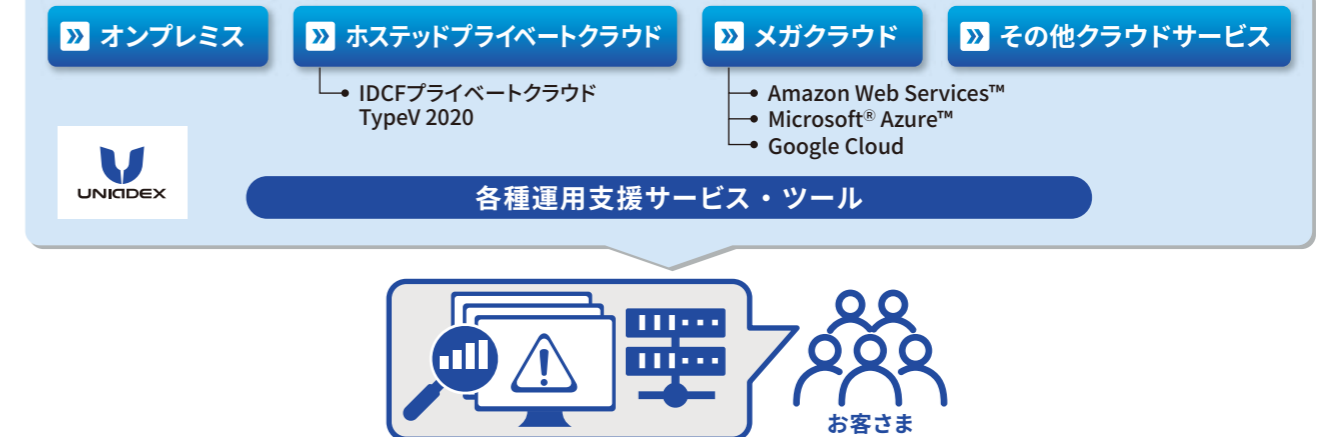 オンプレミス
ホステッドプライベートクラウド
メガクラウド
その他クラウドサービス
IDCFプライベートクラウド
TypeV 2020
Amazon Web Services™
Microsoft® Azure™
Google Cloud
UNIADEX
各種運用支援サービス・ツール
お客さま